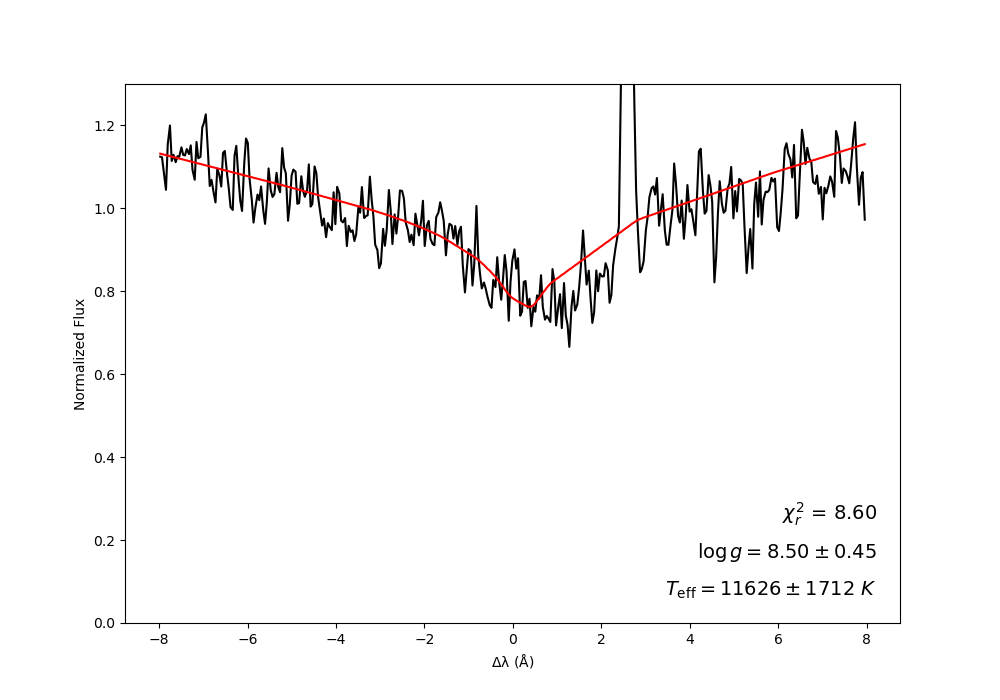 Normalized Flux
1.2
1.0
0.8
0.6
0.4
0.2
0.0
χ²ᵣ = 8.60
log g = 8.50 ± 0.45
T_eff = 11626 ± 1712 K
−8 −6 −4 −2 0 2 4 6 8
Δλ (Å)